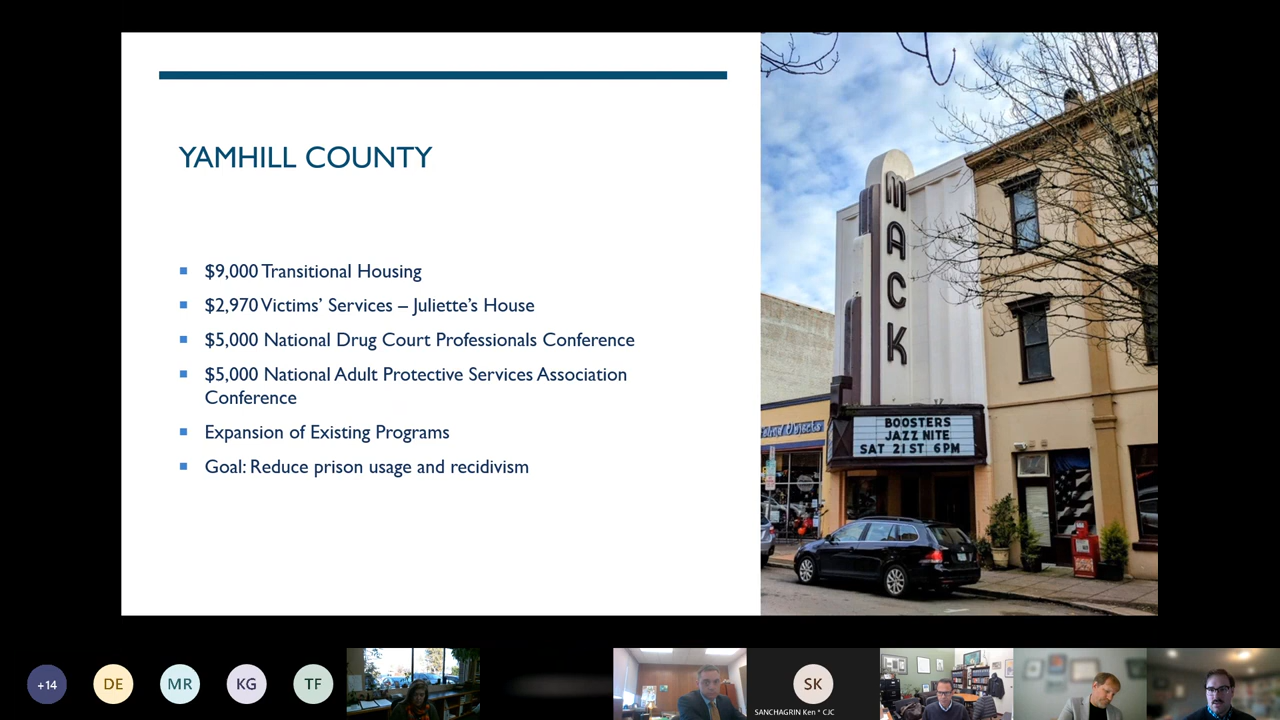 YAMHILL COUNTY
$9,000 Transitional Housing
$2,970 Victims' Services – Juliette's House
$5,000 National Drug Court Professionals Conference
$5,000 National Adult Protective Services Association
Conference
Expansion of Existing Programs
Goal: Reduce prison usage and recidivism
MACK
BOOSTERS
JAZZ NITE
SAT 21ST 6PM
+14
DE
MR
KG
TF
SK
SANCHAGRIN Ken * CJC